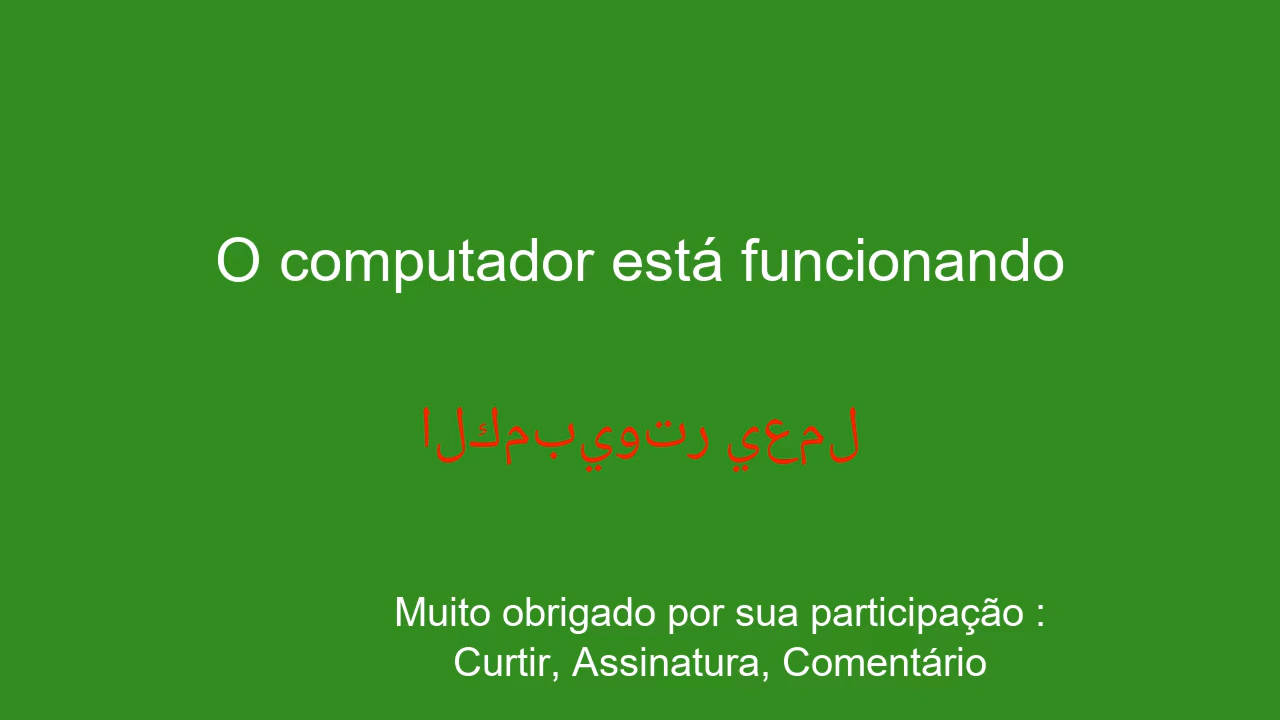 O computador está funcionando
الكمبيوتر يعمل
Muito obrigado por sua participação :
Curtir, Assinatura, Comentário